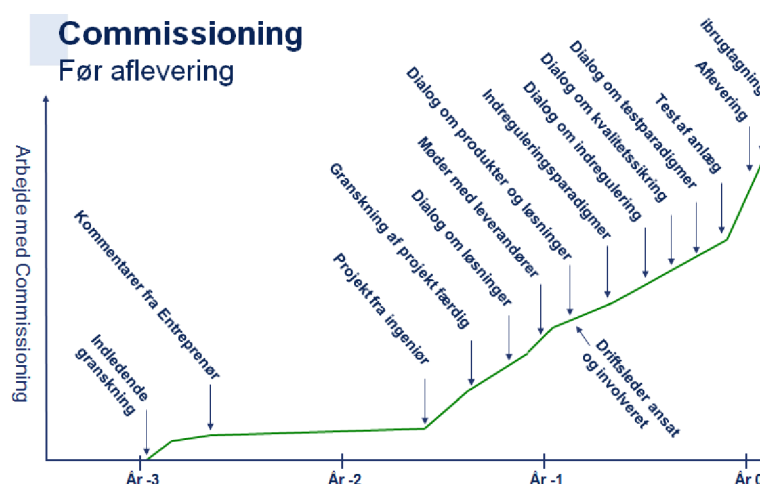 Commissioning
Før aflevering
Arbejde med Commissioning
Indledende
granskning
Kommentarer fra Entreprenør
Projekt fra ingeniør
Granskning af projekt færdig
Dialog om løsninger
Møder med leverandører
Dialog om produkter og løsninger
Indreguleringsparadigmer
Dialog om indregulering
Dialog om kvalitetssikring
Dialog om testparadigmer
Test af anlæg
Aflevering
ibrugtagning
Driftsleder ansat
og involveret
År -3
År -2
År -1
År 0